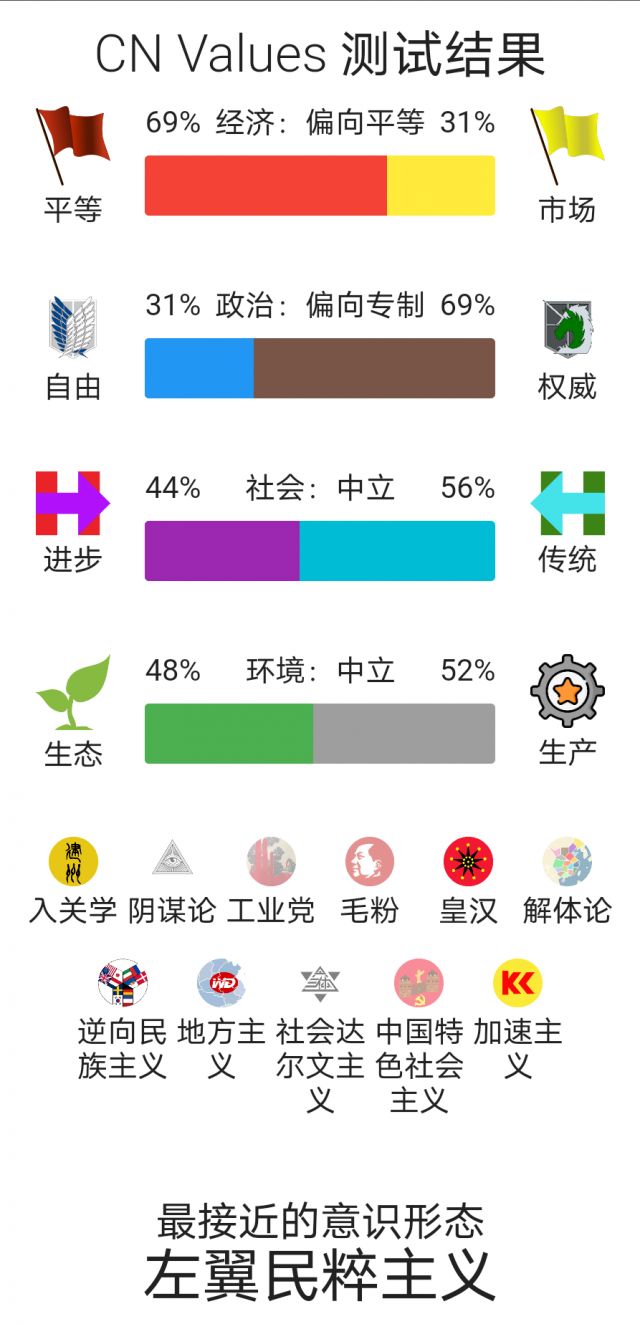 CN Values 测试结果
69% 经济：偏向平等 31%
平等 市场
31% 政治：偏向专制 69%
自由 权威
44% 社会：中立 56%
进步 传统
48% 环境：中立 52%
生态 生产
入关学 阴谋论 工业党 毛粉 皇汉 解体论
逆向民 地方主 社会达 中国特 加速主
族主义 义 尔文主 色社会 义
义 主义
最接近的意识形态
左翼民粹主义